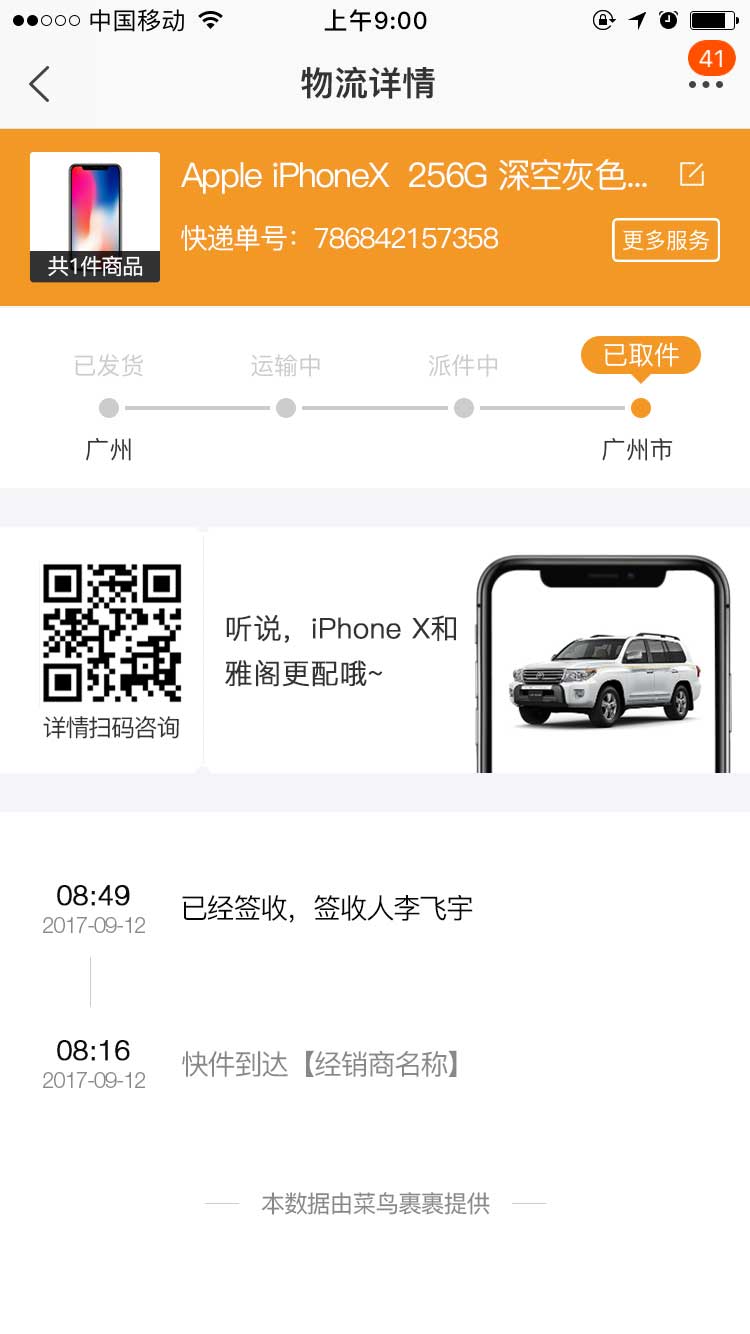 中国移动
上午9:00
物流详情
41
Apple iPhoneX 256G 深空灰色...
快递单号：786842157358
更多服务
共1件商品
已发货
运输中
派件中
已取件
广州
广州市
听说，iPhone X和
雅阁更配哦~
详情扫码咨询
08:49
2017-09-12
已经签收，签收人李飞宇
08:16
2017-09-12
快件到达【经销商名称】
本数据由菜鸟裹裹提供